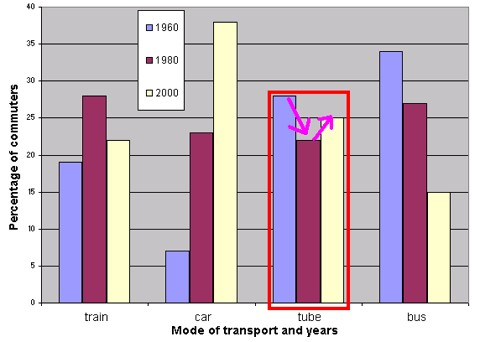 Percentage of commuters
40
35
30
25
20
15
10
5
0
1960
1980
2000
train
car
tube
bus
Mode of transport and years